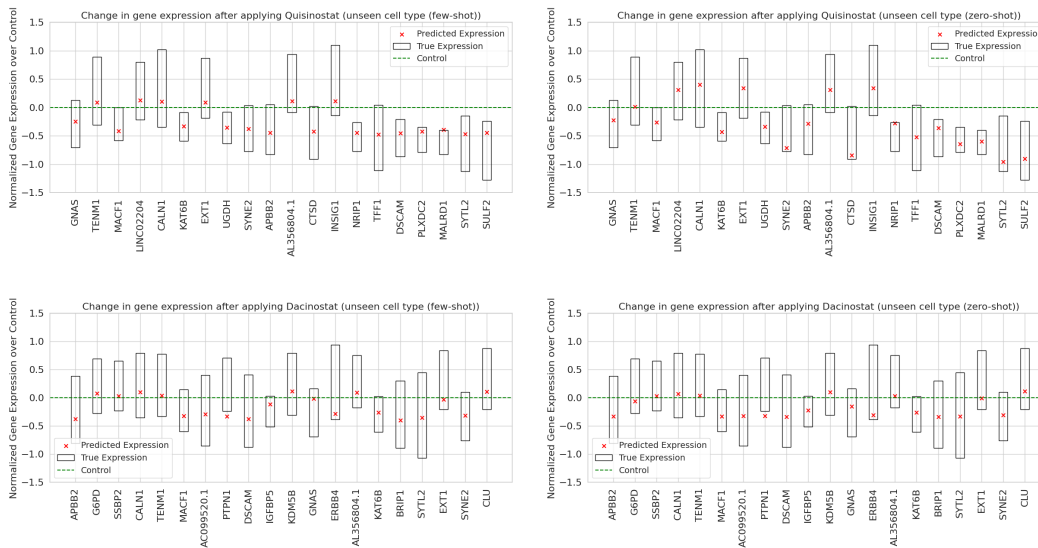 Change in gene expression after applying Quisinostat (unseen cell type (few-shot))
Normalized Gene Expression over Control
1.5
1.0
0.5
0.0
−0.5
−1.0
−1.5
Predicted Expression
True Expression
Control
GNAS
TENM1
MACF1
LINC02204
CALN1
KAT6B
EXT1
UGDH
SYNE2
APBB2
AL356804.1
CTSD
INSIG1
NRIP1
TFF1
DSCAM
PLXDC2
MALRD1
SYTL2
SULF2
Change in gene expression after applying Quisinostat (unseen cell type (zero-shot))
Normalized Gene Expression over Control
1.5
1.0
0.5
0.0
−0.5
−1.0
−1.5
Predicted Expression
True Expression
Control
GNAS
TENM1
MACF1
LINC02204
CALN1
KAT6B
EXT1
UGDH
SYNE2
APBB2
AL356804.1
CTSD
INSIG1
NRIP1
TFF1
DSCAM
PLXDC2
MALRD1
SYTL2
SULF2
Change in gene expression after applying Dacinostat (unseen cell type (few-shot))
Normalized Gene Expression over Control
1.5
1.0
0.5
0.0
−0.5
−1.0
−1.5
Predicted Expression
True Expression
Control
APBB2
G6PD
SSBP2
CALN1
TENM1
MACF1
AC099520.1
PTPN1
DSCAM
IGFBP5
KDM5B
GNAS
ERBB4
AL356804.1
KAT6B
BRIP1
SYTL2
EXT1
SYNE2
CLU
Change in gene expression after applying Dacinostat (unseen cell type (zero-shot))
Normalized Gene Expression over Control
1.5
1.0
0.5
0.0
−0.5
−1.0
−1.5
Predicted Expression
True Expression
Control
APBB2
G6PD
SSBP2
CALN1
TENM1
MACF1
AC099520.1
PTPN1
DSCAM
IGFBP5
KDM5B
GNAS
ERBB4
AL356804.1
KAT6B
BRIP1
SYTL2
EXT1
SYNE2
CLU